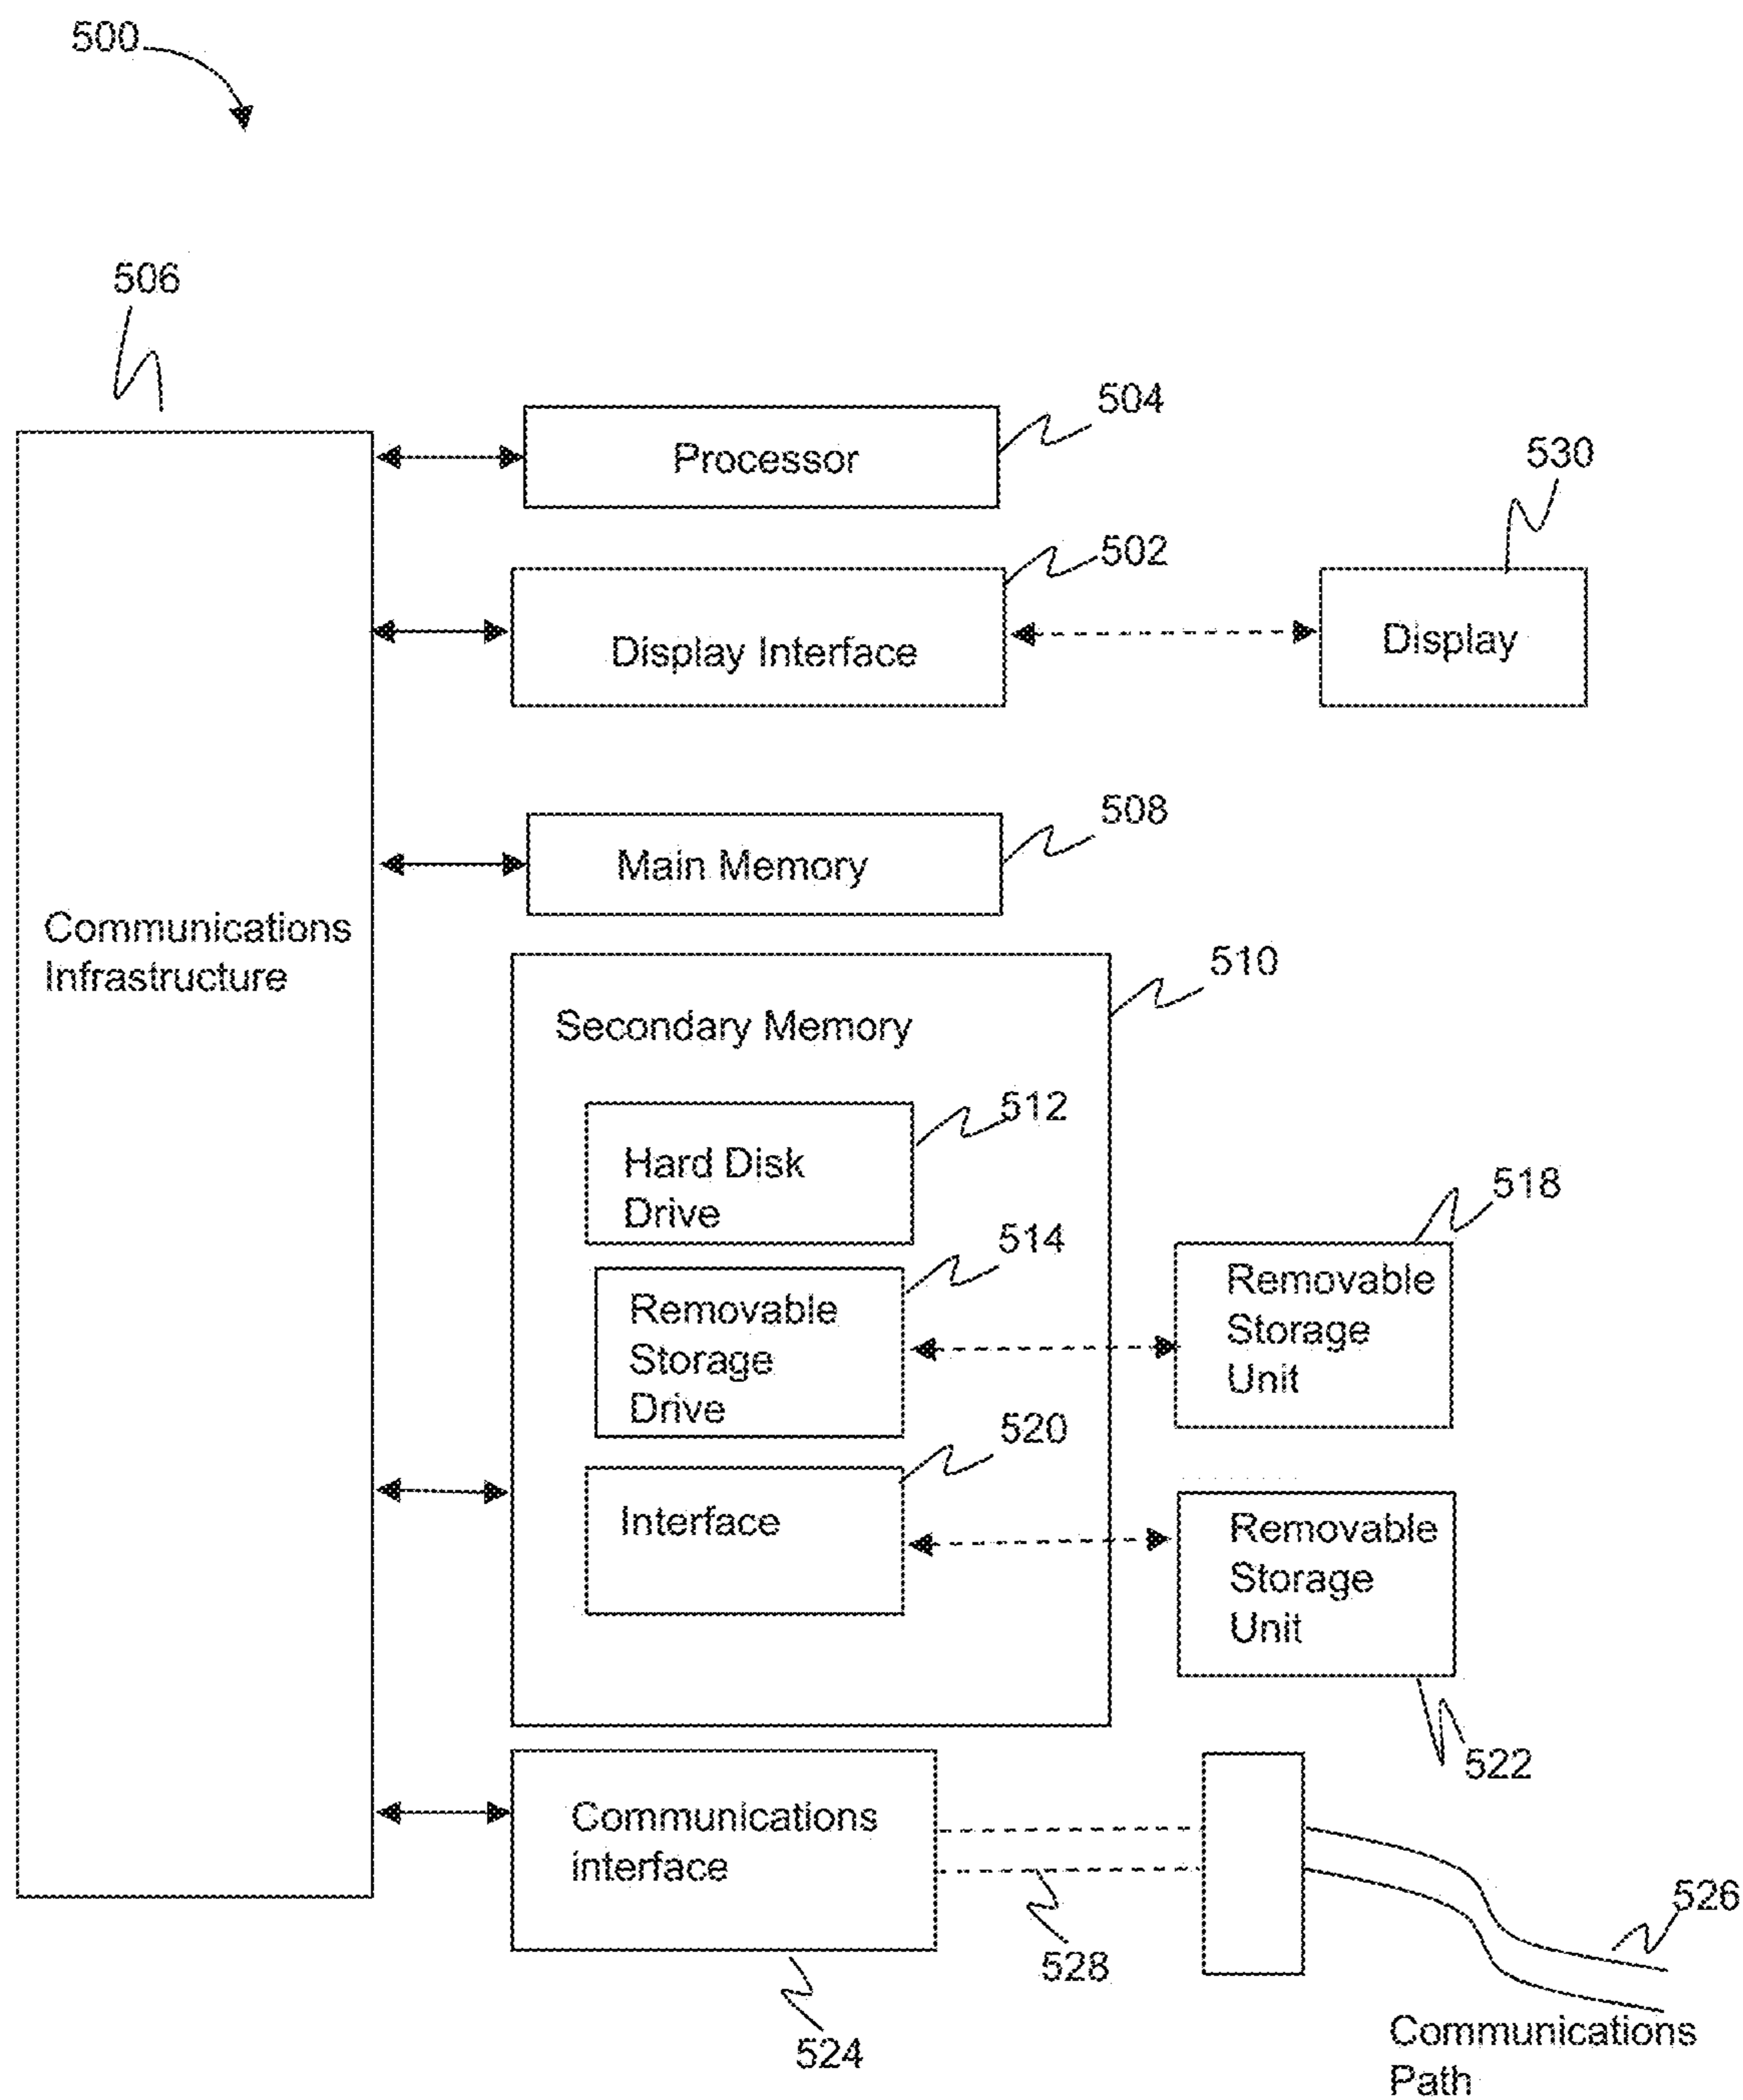 500
506
504
Processor
530
502
Display Interface
Display
508
Main Memory
Communications
Infrastructure
510
Secondary Memory
512
Hard Disk
Drive
518
514
Removable
Storage
Drive
Removable
Storage
Unit
520
Interface
Removable
Storage
Unit
522
Communications
interface
526
528
524
Communications
Path